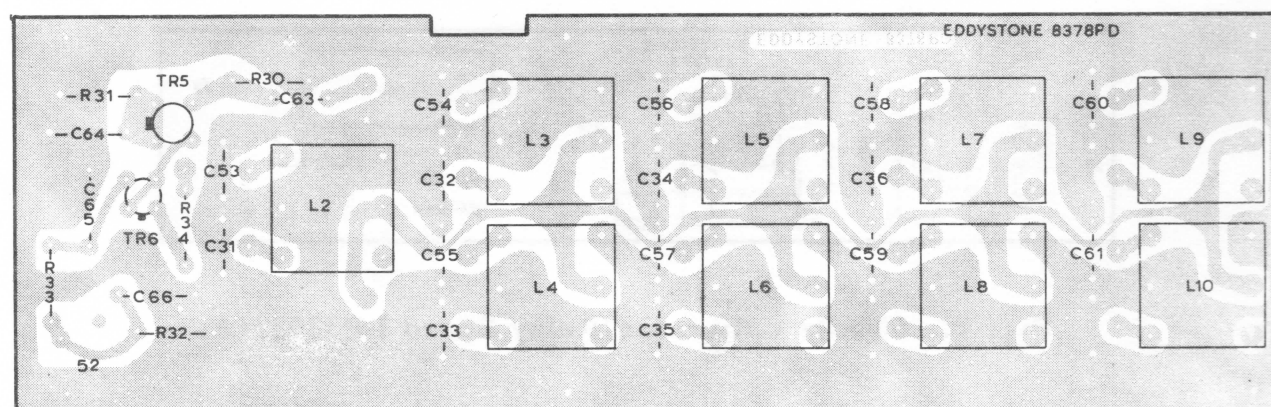 EDDYSTONE 8378PD
EDDYSTONE 8378PD
TR5
R30
R31
C63
C54
C56
C58
C60
C64
L3
L5
L7
L9
C53
C32
C34
C36
C65
L2
R34
TR6
C31
C55
C57
C59
C61
R33
C66
L4
L6
L8
L10
R32
C33
C35
52